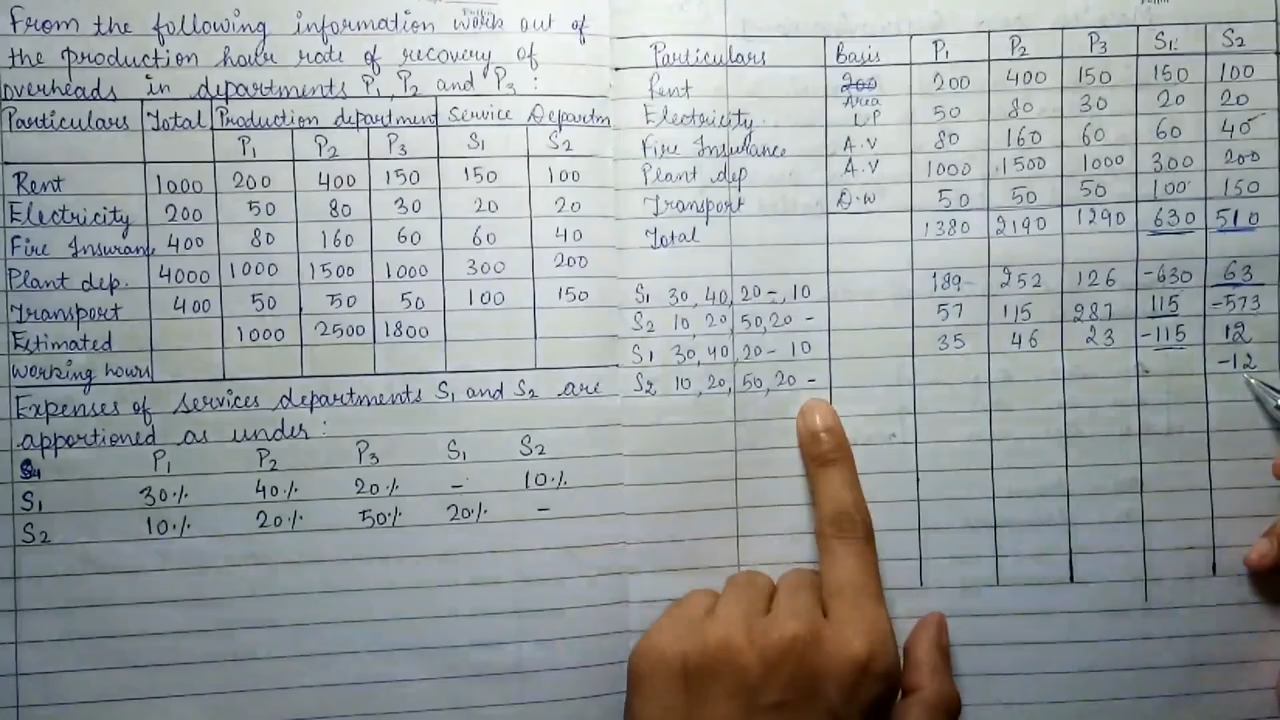 From the following information work out of
the production hour rate of recovery of
overheads in departments P1, P2 and P3 :
Particulars Total Production department Service Departm
P1 P2 P3 S1 S2
Rent 1000 200 400 150 150 100
Electricity 200 50 80 30 20 20
Fire Insuran 400 80 160 60 60 40
Plant dep. 4000 1000 1500 1000 300 200
Transport 400 50 50 50 100 150
Estimated 1000 2500 1800
working hours
Expenses of services departments S1 and S2 are
apportioned as under :
P1 P2 P3 S1 S2
S1 30% 40% 20% - 10%
S2 10% 20% 50% 20% -
Particulars Basis P1 P2 P3 S1 S2
Rent Area 200 400 150 150 100
Electricity LP 50 80 30 20 20
Fire Insurance A.V 80 160 60 60 40
Plant dep A.V 1000 1500 1000 300 200
Transport D.W 50 50 50 100 150
Total 1380 2190 1290 630 510
S1 30, 40, 20 -, 10 189 252 126 -630 63
S2 10, 20, 50, 20 - 57 115 287 115 -573
S1 30, 40, 20 - 10 35 46 23 -115 12
S2 10, 20, 50, 20 - -12